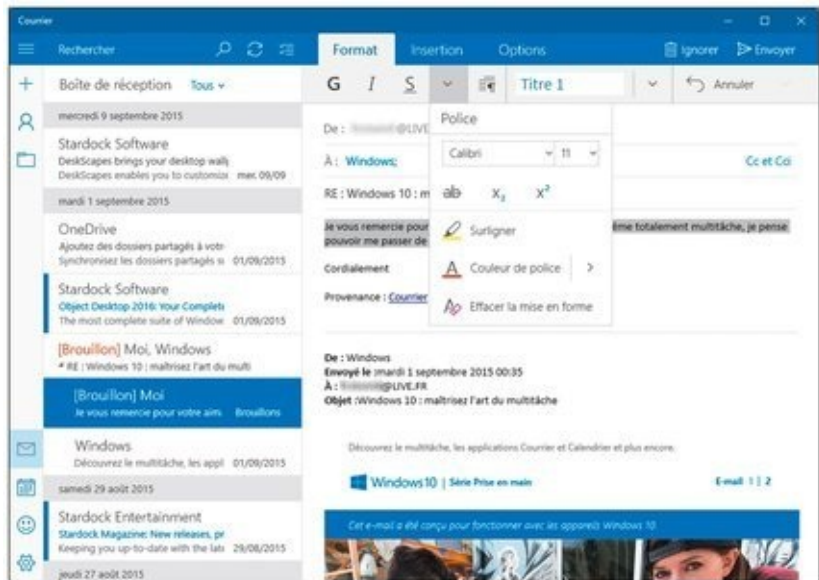 Courrier
Rechercher
Format Insertion Options Ignorer Envoyer
Boîte de réception Tous
G I S Titre 1 Annuler
mercredi 9 septembre 2015
Stardock Software
DeskScapes brings your desktop wall
DeskScapes enables you to customiz mer. 09/09
mardi 1 septembre 2015
OneDrive
Ajoutez des dossiers partagés à votr
Synchronisez les dossiers partagés s 01/09/2015
Stardock Software
Object Desktop 2016: Your Complet
The most complete suite of Window 01/09/2015
[Brouillon] Moi, Windows
RE : Windows 10 : maîtrisez l'art du multi
[Brouillon] Moi
Je vous remercie pour votre aim Brouillons
Windows
Découvrez le multitâche, les appl 01/09/2015
samedi 29 août 2015
Stardock Entertainment
Stardock Magazine: New releases, pr
Keeping you up-to-date with the lat 29/08/2015
jeudi 27 août 2015
De : @LIVE
À : Windows; Cc et Cci
RE : Windows 10 : m
Je vous remercie pour ême totalement multitâche, je pense
pouvoir me passer de
Cordialement
Provenance : Courrier
Police
Calibri 11
ab X₂ X²
Surligner
A Couleur de police
Effacer la mise en forme
De : Windows
Envoyé le :mardi 1 septembre 2015 00:35
À : @LIVE.FR
Objet :Windows 10 : maîtrisez l'art du multitâche
Découvrez le multitâche, les applications Courrier et Calendrier et plus encore.
Windows 10 | Série Prise en main E-mail 1 | 2
Cet e-mail a été conçu pour fonctionner avec les appareils Windows 10.